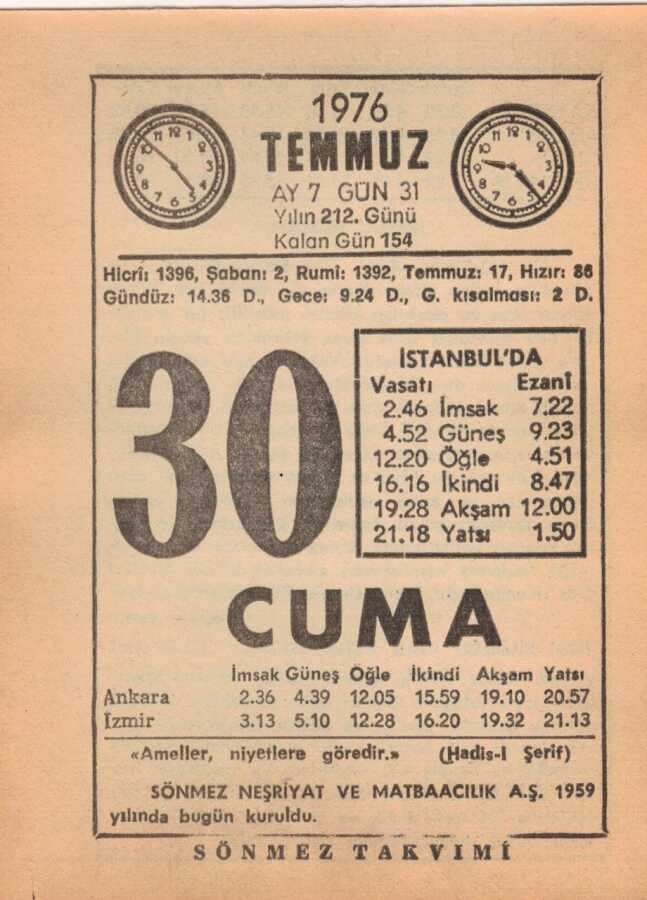 1976
TEMMUZ
AY 7 GÜN 31
Yılın 212. Günü
Kalan Gün 154
Hicrî: 1396, Şaban: 2, Rumî: 1392, Temmuz: 17, Hızır: 86
Gündüz: 14.36 D., Gece: 9.24 D., G. kısalması: 2 D.
30
İSTANBUL'DA
Vasatı Ezanî
2.46 İmsak 7.22
4.52 Güneş 9.23
12.20 Öğle 4.51
16.16 İkindi 8.47
19.28 Akşam 12.00
21.18 Yatsı 1.50
CUMA
İmsak Güneş Öğle İkindi Akşam Yatsı
Ankara 2.36 4.39 12.05 15.59 19.10 20.57
İzmir 3.13 5.10 12.28 16.20 19.32 21.13
«Ameller, niyetlere göredir.» (Hadis-i Şerif)
SÖNMEZ NEŞRİYAT VE MATBAACILIK A.Ş. 1959
yılında bugün kuruldu.
SÖNMEZ TAKVİMİ